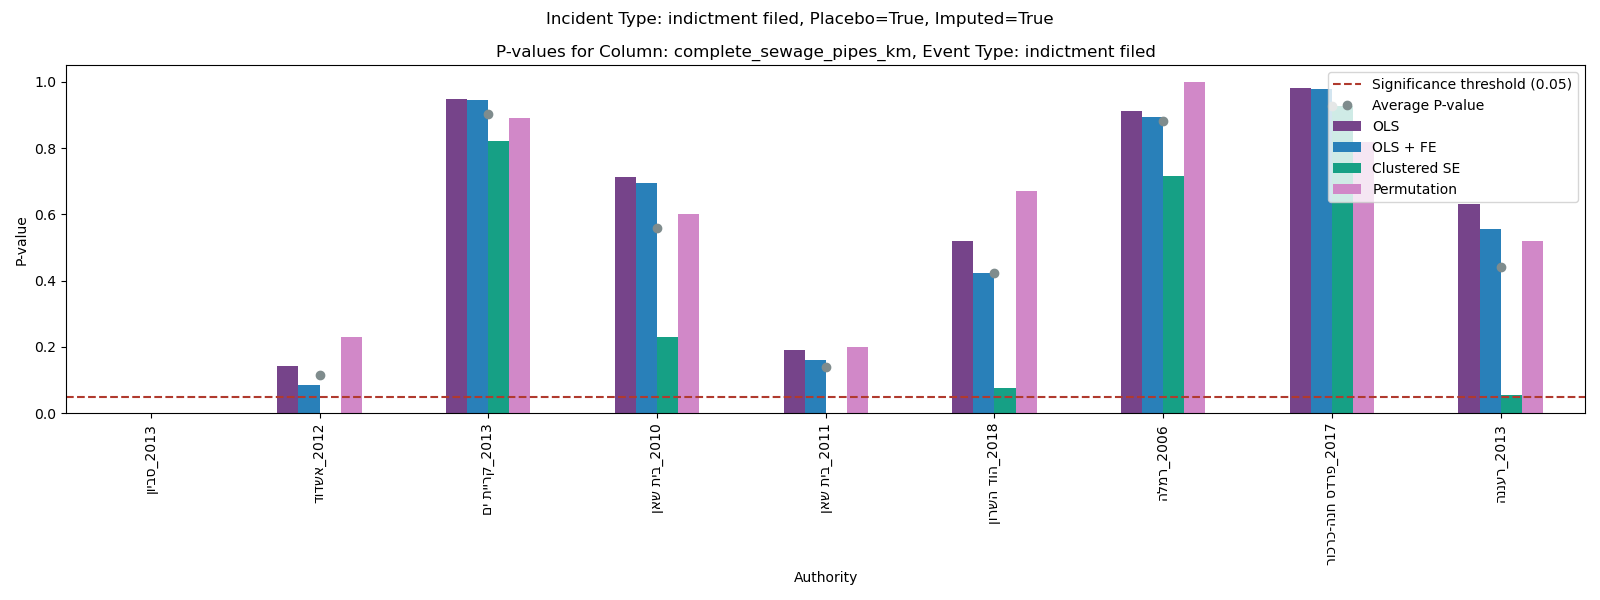 Incident Type: indictment filed, Placebo=True, Imputed=True
P-values for Column: complete_sewage_pipes_km, Event Type: indictment filed
P-value
1.0
0.8
0.6
0.4
0.2
0.0
Significance threshold (0.05)
Average P-value
OLS
OLS + FE
Clustered SE
Permutation
סביון_2013
אשדוד_2012
קריית ים_2013
בית שאן_2010
בית שאן_2011
הוד השרון_2018
רמלה_2006
פרדס חנה-כרכור_2017
רעננה_2013
Authority